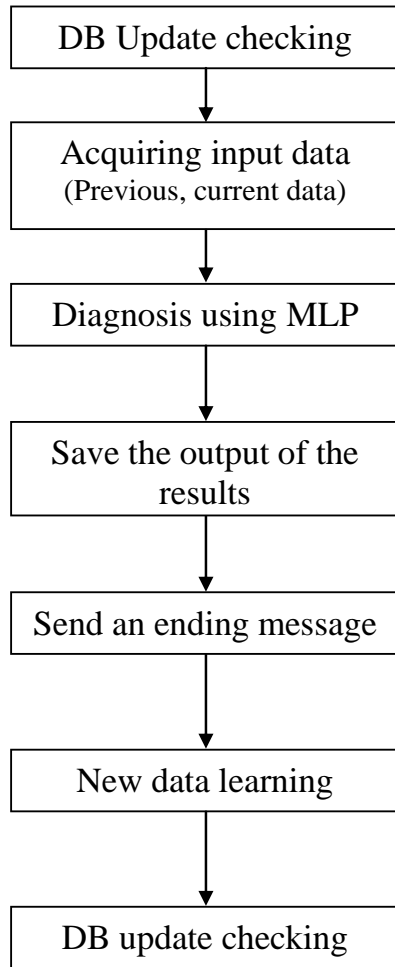 DB Update checking
Acquiring input data
(Previous, current data)
Diagnosis using MLP
Save the output of the
results
Send an ending message
New data learning
DB update checking